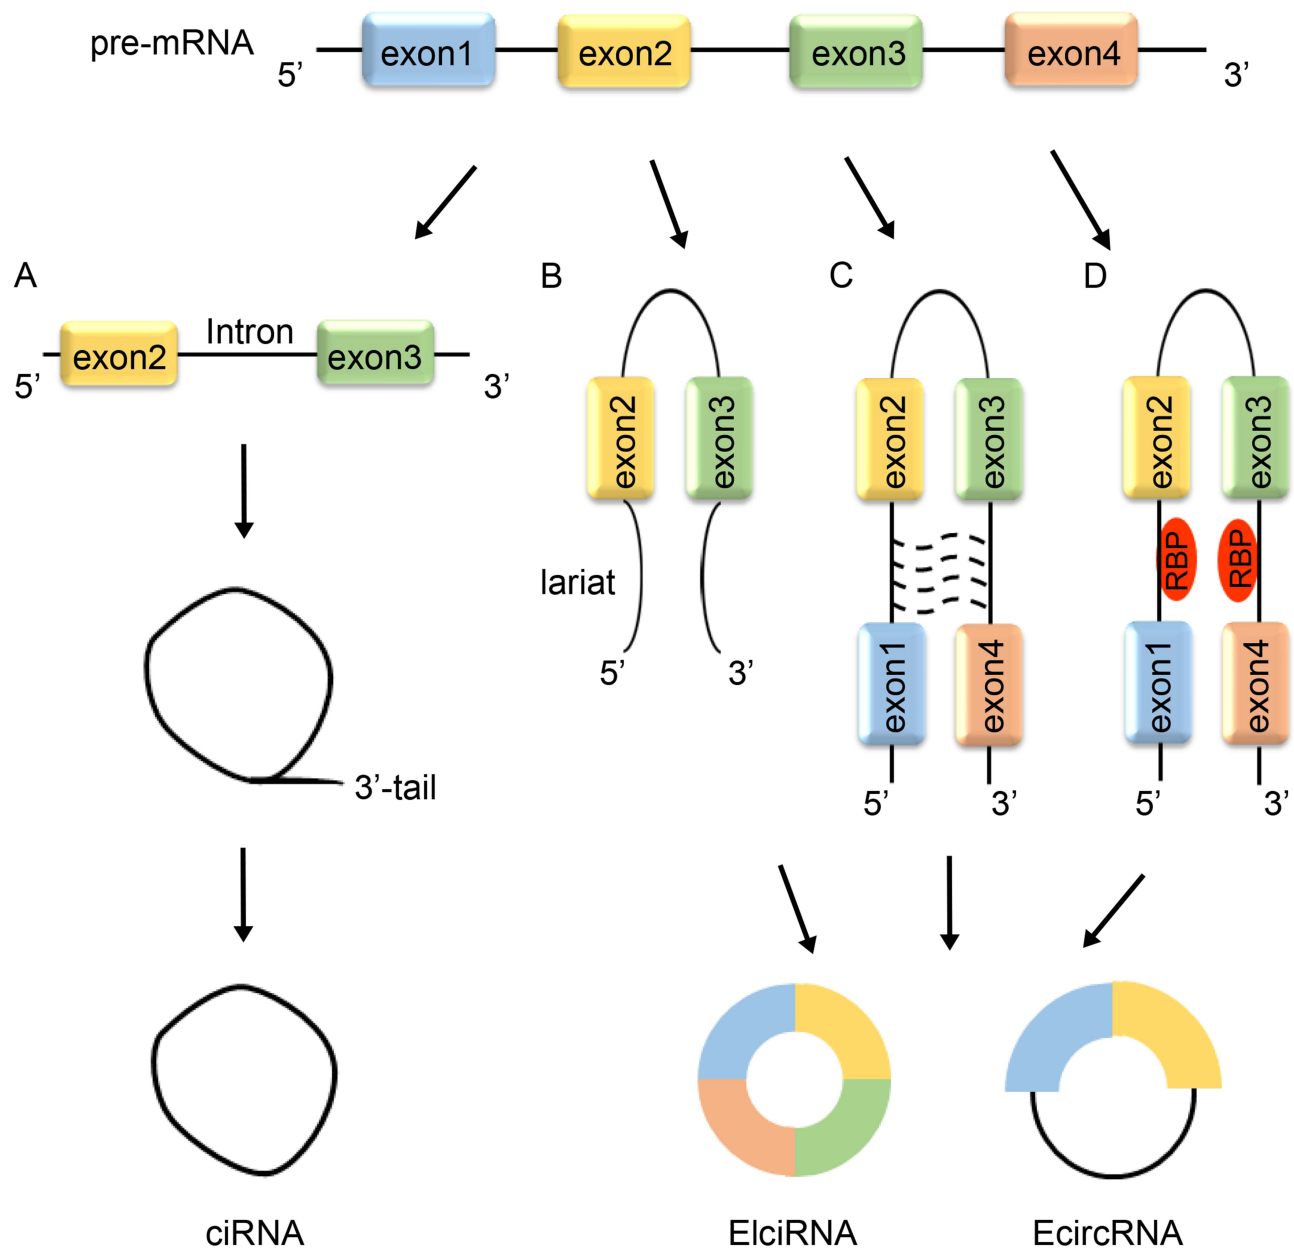 pre-mRNA
5’
exon1
exon2
exon3
exon4
3’
A
B
C
D
5’
exon2
Intron
exon3
3’
exon2
exon3
lariat
5’
3’
exon2
exon3
exon1
exon4
5’
3’
exon2
exon3
RBP
RBP
exon1
exon4
5’
3’
3’-tail
ciRNA
ElciRNA
EcircRNA